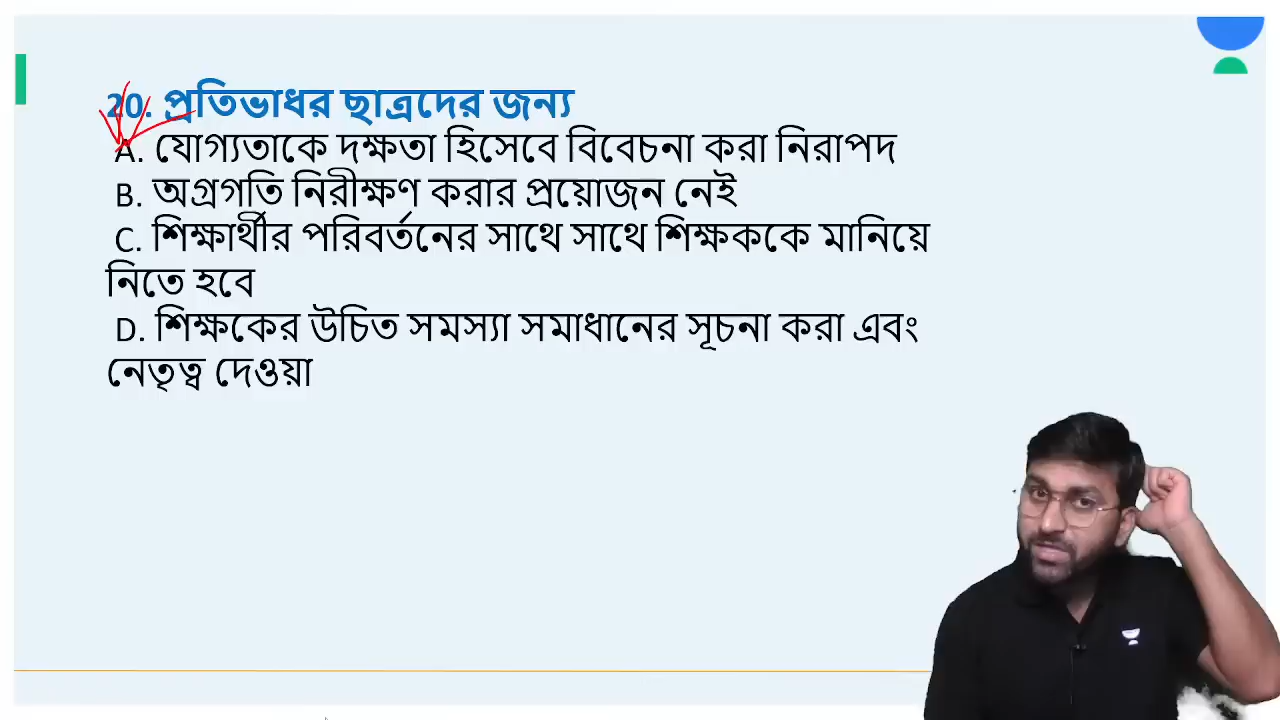 20. প্রতিভাধর ছাত্রদের জন্য
A. যোগ্যতাকে দক্ষতা হিসেবে বিবেচনা করা নিরাপদ
B. অগ্রগতি নিরীক্ষণ করার প্রয়োজন নেই
C. শিক্ষার্থীর পরিবর্তনের সাথে সাথে শিক্ষককে মানিয়ে
নিতে হবে
D. শিক্ষকের উচিত সমস্যা সমাধানের সূচনা করা এবং
নেতৃত্ব দেওয়া